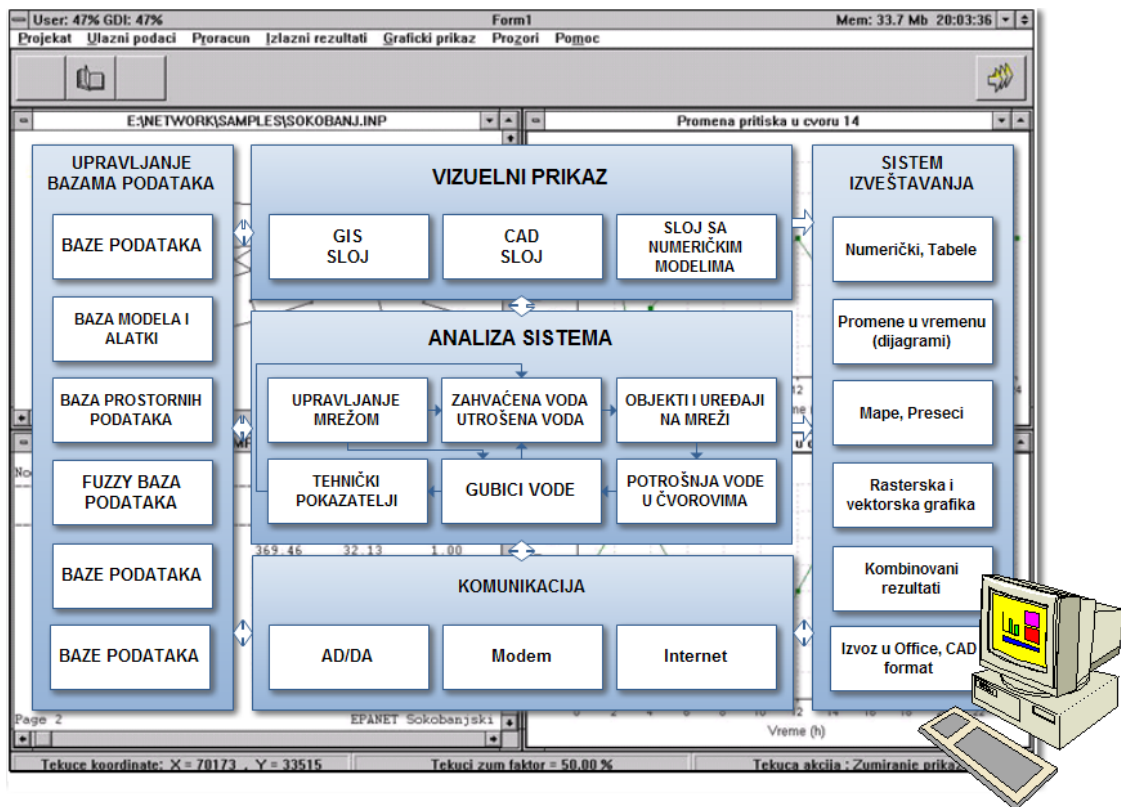 User: 47% GDI: 47%
Form1
Mem: 33.7 Mb 20:03:36
Projekat Ulazni podaci Proracun Izlazni rezultati Graficki prikaz Prozori Pomoc
E:\NETWORK\SAMPLES\SOKOBANJ.INP
Promena pritiska u cvoru 14
UPRAVLJANJE
BAZAMA PODATAKA
BAZE PODATAKA
BAZA MODELA I
ALATKI
BAZA PROSTORNIH
PODATAKA
FUZZY BAZA
PODATAKA
BAZE PODATAKA
BAZE PODATAKA
VIZUELNI PRIKAZ
GIS
SLOJ
CAD
SLOJ
SLOJ SA
NUMERIČKIM
MODELIMA
ANALIZA SISTEMA
UPRAVLJANJE
MREŽOM
ZAHVAĆENA VODA
UTROŠENA VODA
OBJEKTI I UREĐAJI
NA MREŽI
TEHNIČKI
POKAZATELJI
GUBICI VODE
POTROŠNJA VODE
U ČVOROVIMA
369.46 32.13 1.00
KOMUNIKACIJA
AD/DA
Modem
Internet
SISTEM
IZVEŠTAVANJA
Numerički, Tabele
Promene u vremenu
(dijagrami)
Mape, Preseci
Rasterska i
vektorska grafika
Kombinovani
rezultati
Izvoz u Office, CAD
format
Page 2
EPANET Sokobanjski
Vreme (h)
Tekuce koordinate: X = 70173 , Y = 33515
Tekuci zum faktor = 50.00 %
Tekuca akcija : Zumiranje